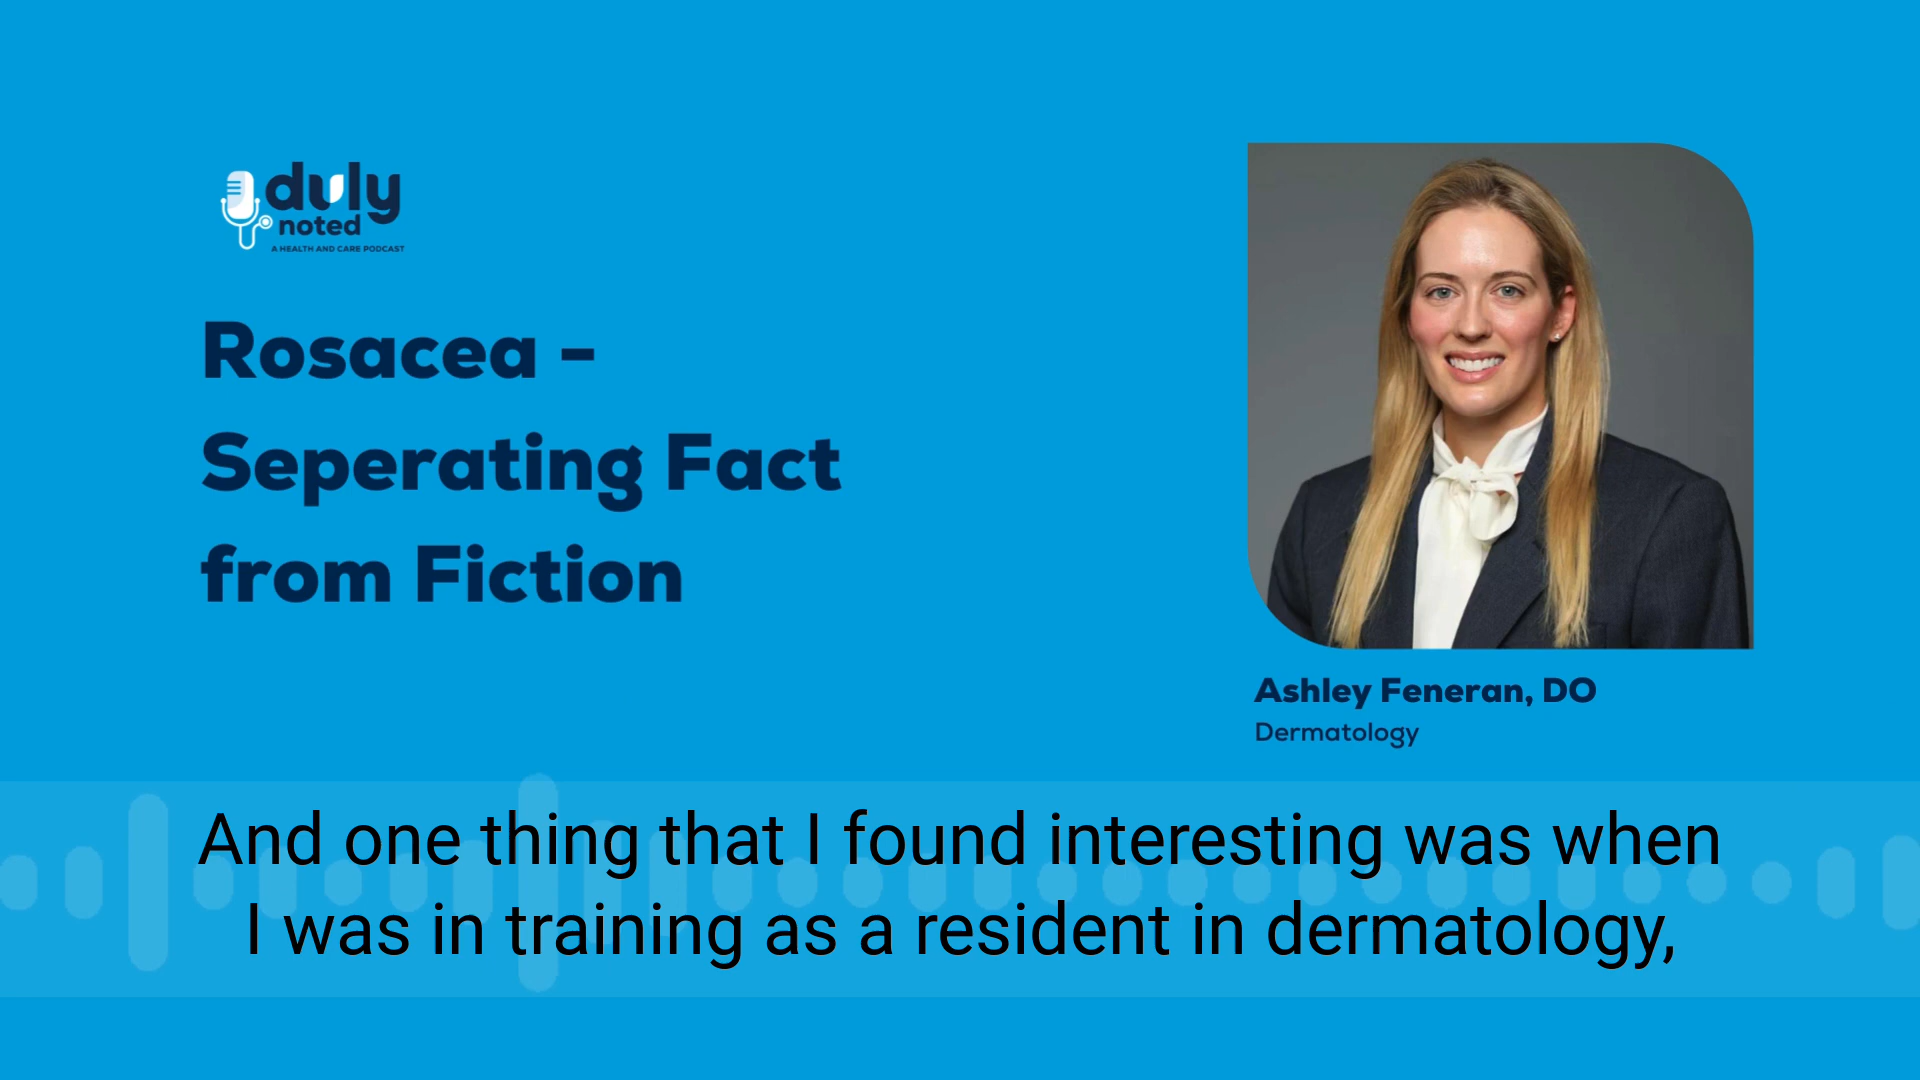 duly
noted
A HEALTH AND CARE PODCAST
Rosacea -
Seperating Fact
from Fiction
Ashley Feneran, DO
Dermatology
And one thing that I found interesting was when
I was in training as a resident in dermatology,